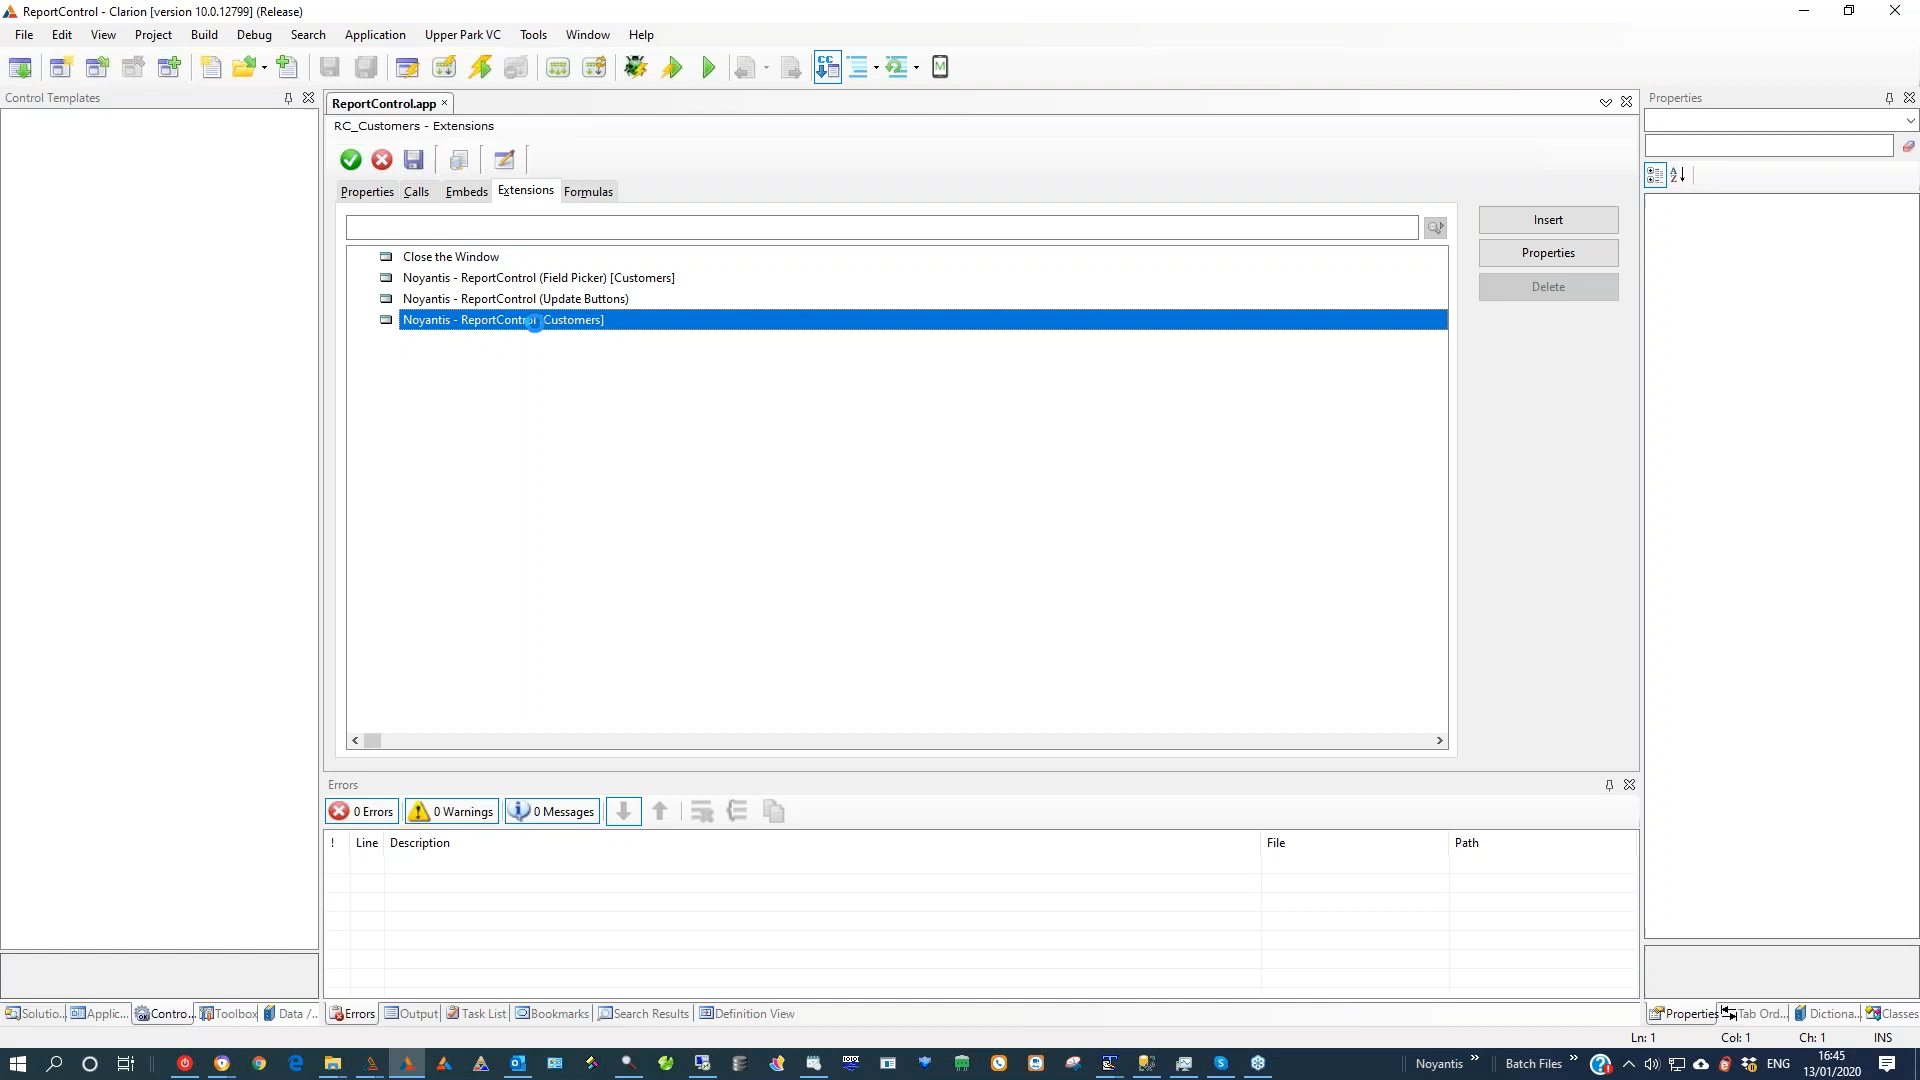 ReportControl - Clarion [version 10.0.12799] (Release)
File Edit View Project Build Debug Search Application Upper Park VC Tools Window Help
Control Templates
ReportControl.app
Properties
RC_Customers - Extensions
Properties Calls Embeds Extensions Formulas
Insert
Close the Window
Properties
Noyantis - ReportControl (Field Picker) [Customers]
Delete
Noyantis - ReportControl (Update Buttons)
Noyantis - ReportControl [Customers]
Errors
0 Errors 0 Warnings 0 Messages
! Line Description File Path
Solutio... Applic... Contro... Toolbox Data /... Errors Output Task List Bookmarks Search Results Definition View Properties Tab Ord... Dictiona... Classes
Ln: 1 Col: 1 Ch: 1 INS
Noyantis Batch Files ENG 16:45
13/01/2020